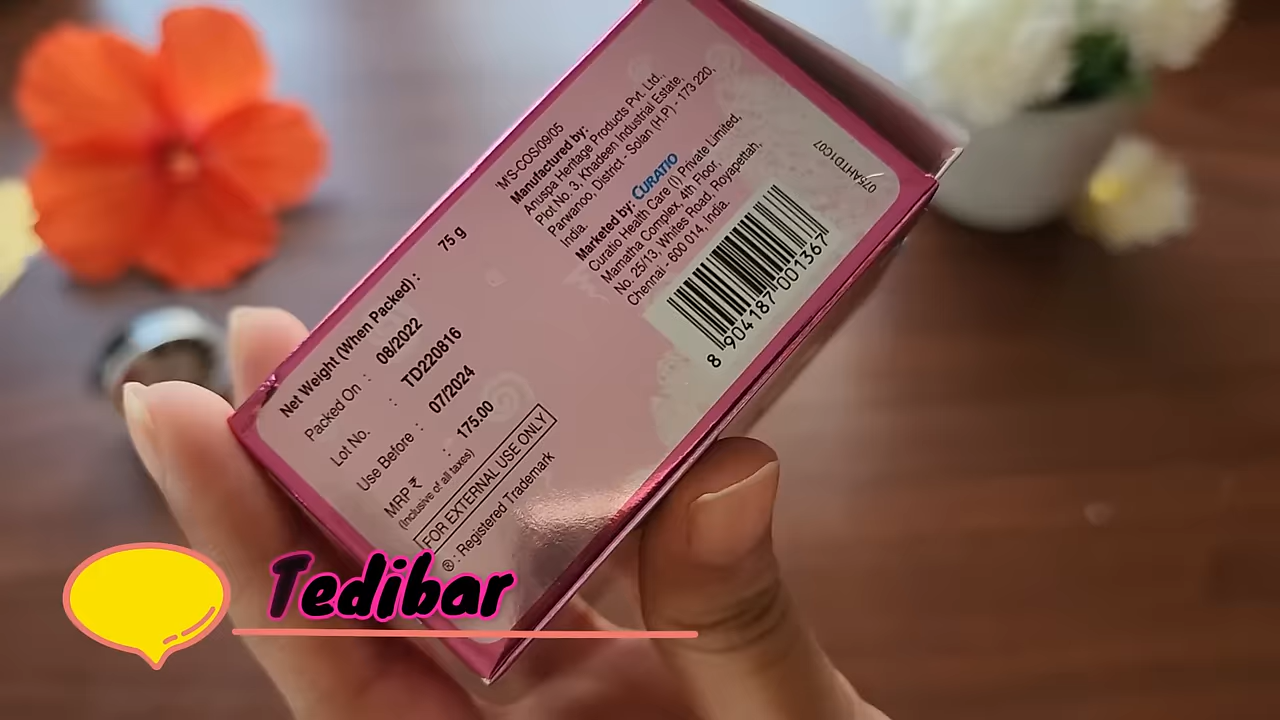 Net Weight (When Packed) : 75 g
Packed On : 08/2022
Lot No. : TD220816
Use Before : 07/2024
MRP ₹ : 175.00
(Inclusive of all taxes)
FOR EXTERNAL USE ONLY
® : Registered Trademark
M'S-COS/09/05
Manufactured by:
Anuspa Heritage Products Pvt. Ltd.,
Plot No. 3, Khadeen Industrial Estate,
Parwanoo, District - Solan (H.P) - 173 220,
India.
Marketed by: CURATIO
Curatio Health Care (I) Private Limited,
Mamatha Complex, 4th Floor,
No. 25/13, Whites Road, Royapettah,
Chennai - 600 014, India.
8 904187 001367
075AHTD1C07
Tedibar